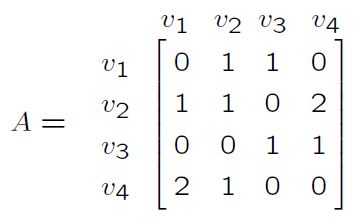 v1 v2 v3 v4
v1 0 1 1 0
v2 1 1 0 2
A =
v3 0 0 1 1
v4 2 1 0 0